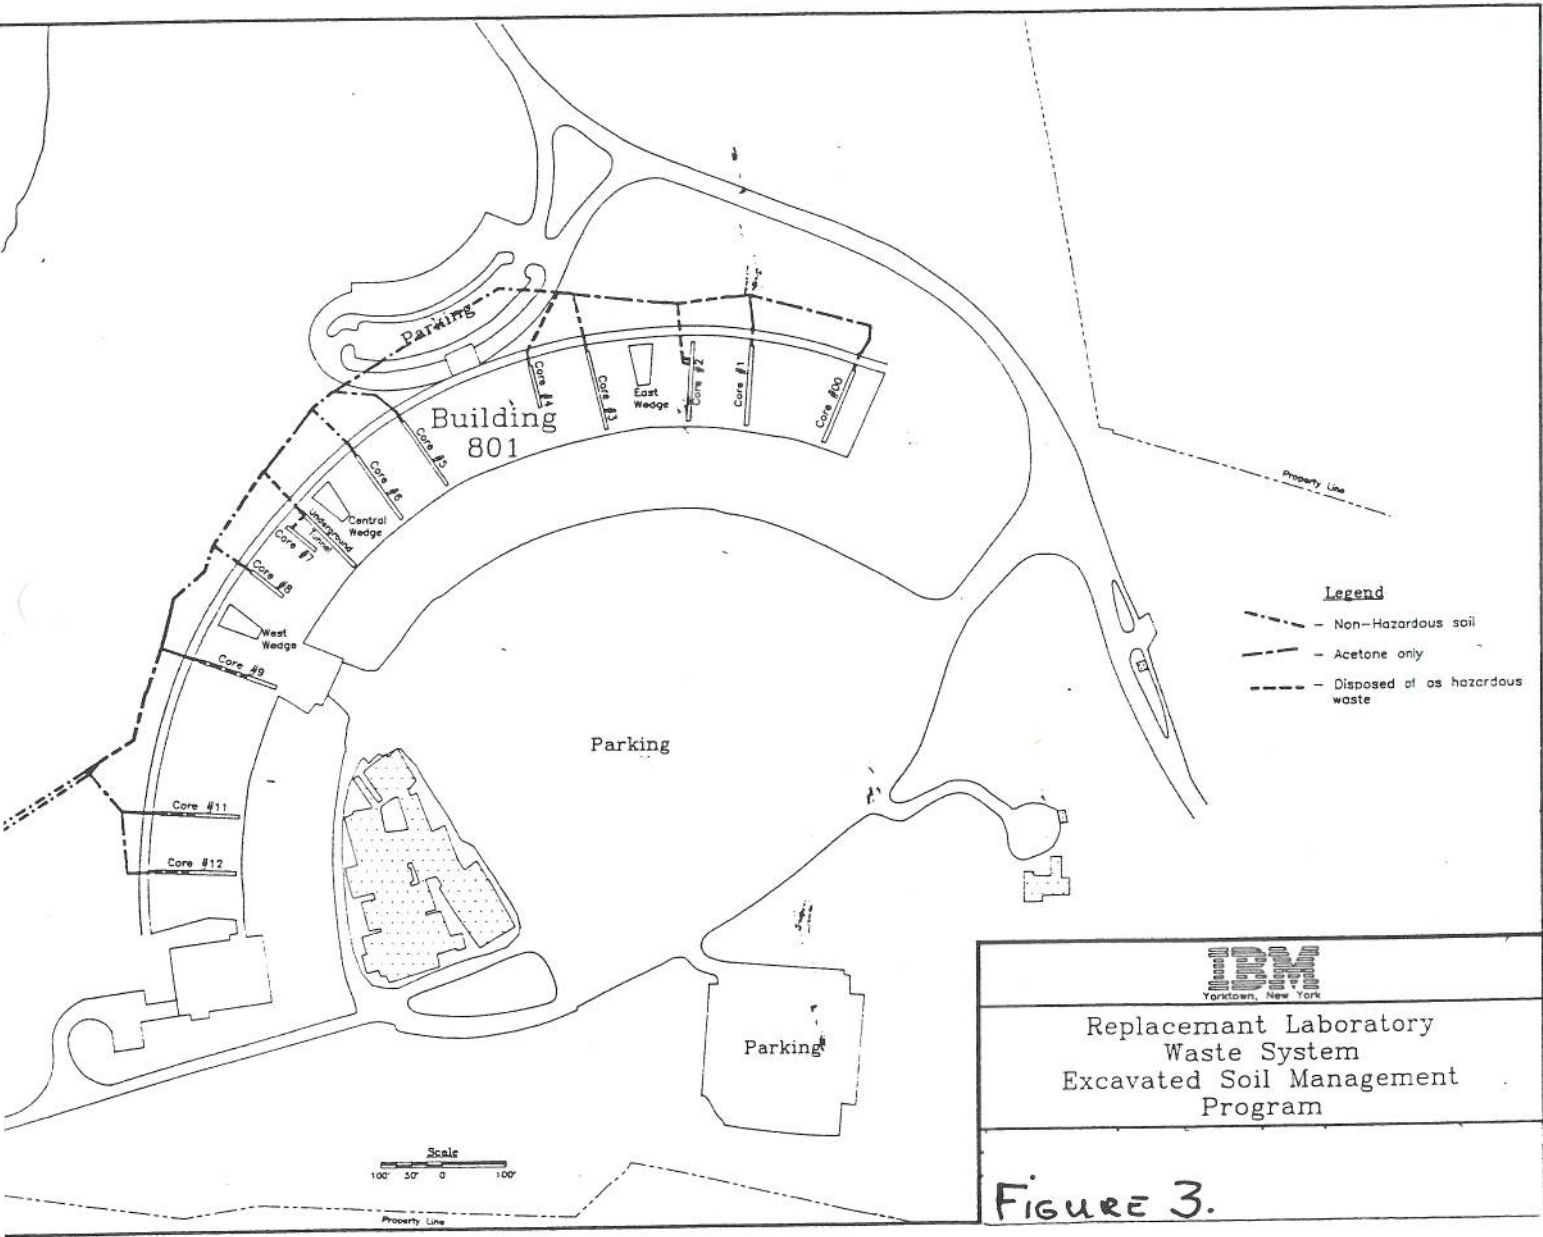 Parking
Building
801
Core #4
Core #3
East
Wedge
Core #2
Core #1
Core #00
Core #5
Core #6
Central
Wedge
Underground
Tunnel
Core #7
Core #8
West
Wedge
Core #9
Core #11
Core #12
Parking
Parking
Property Line
Legend
- Non-Hazardous soil
- Acetone only
- Disposed of as hazardous
waste
IBM
Yorktown, New York
Replacemant Laboratory
Waste System
Excavated Soil Management
Program
FIGURE 3.
Scale
100' 50' 0 100'
Property Line